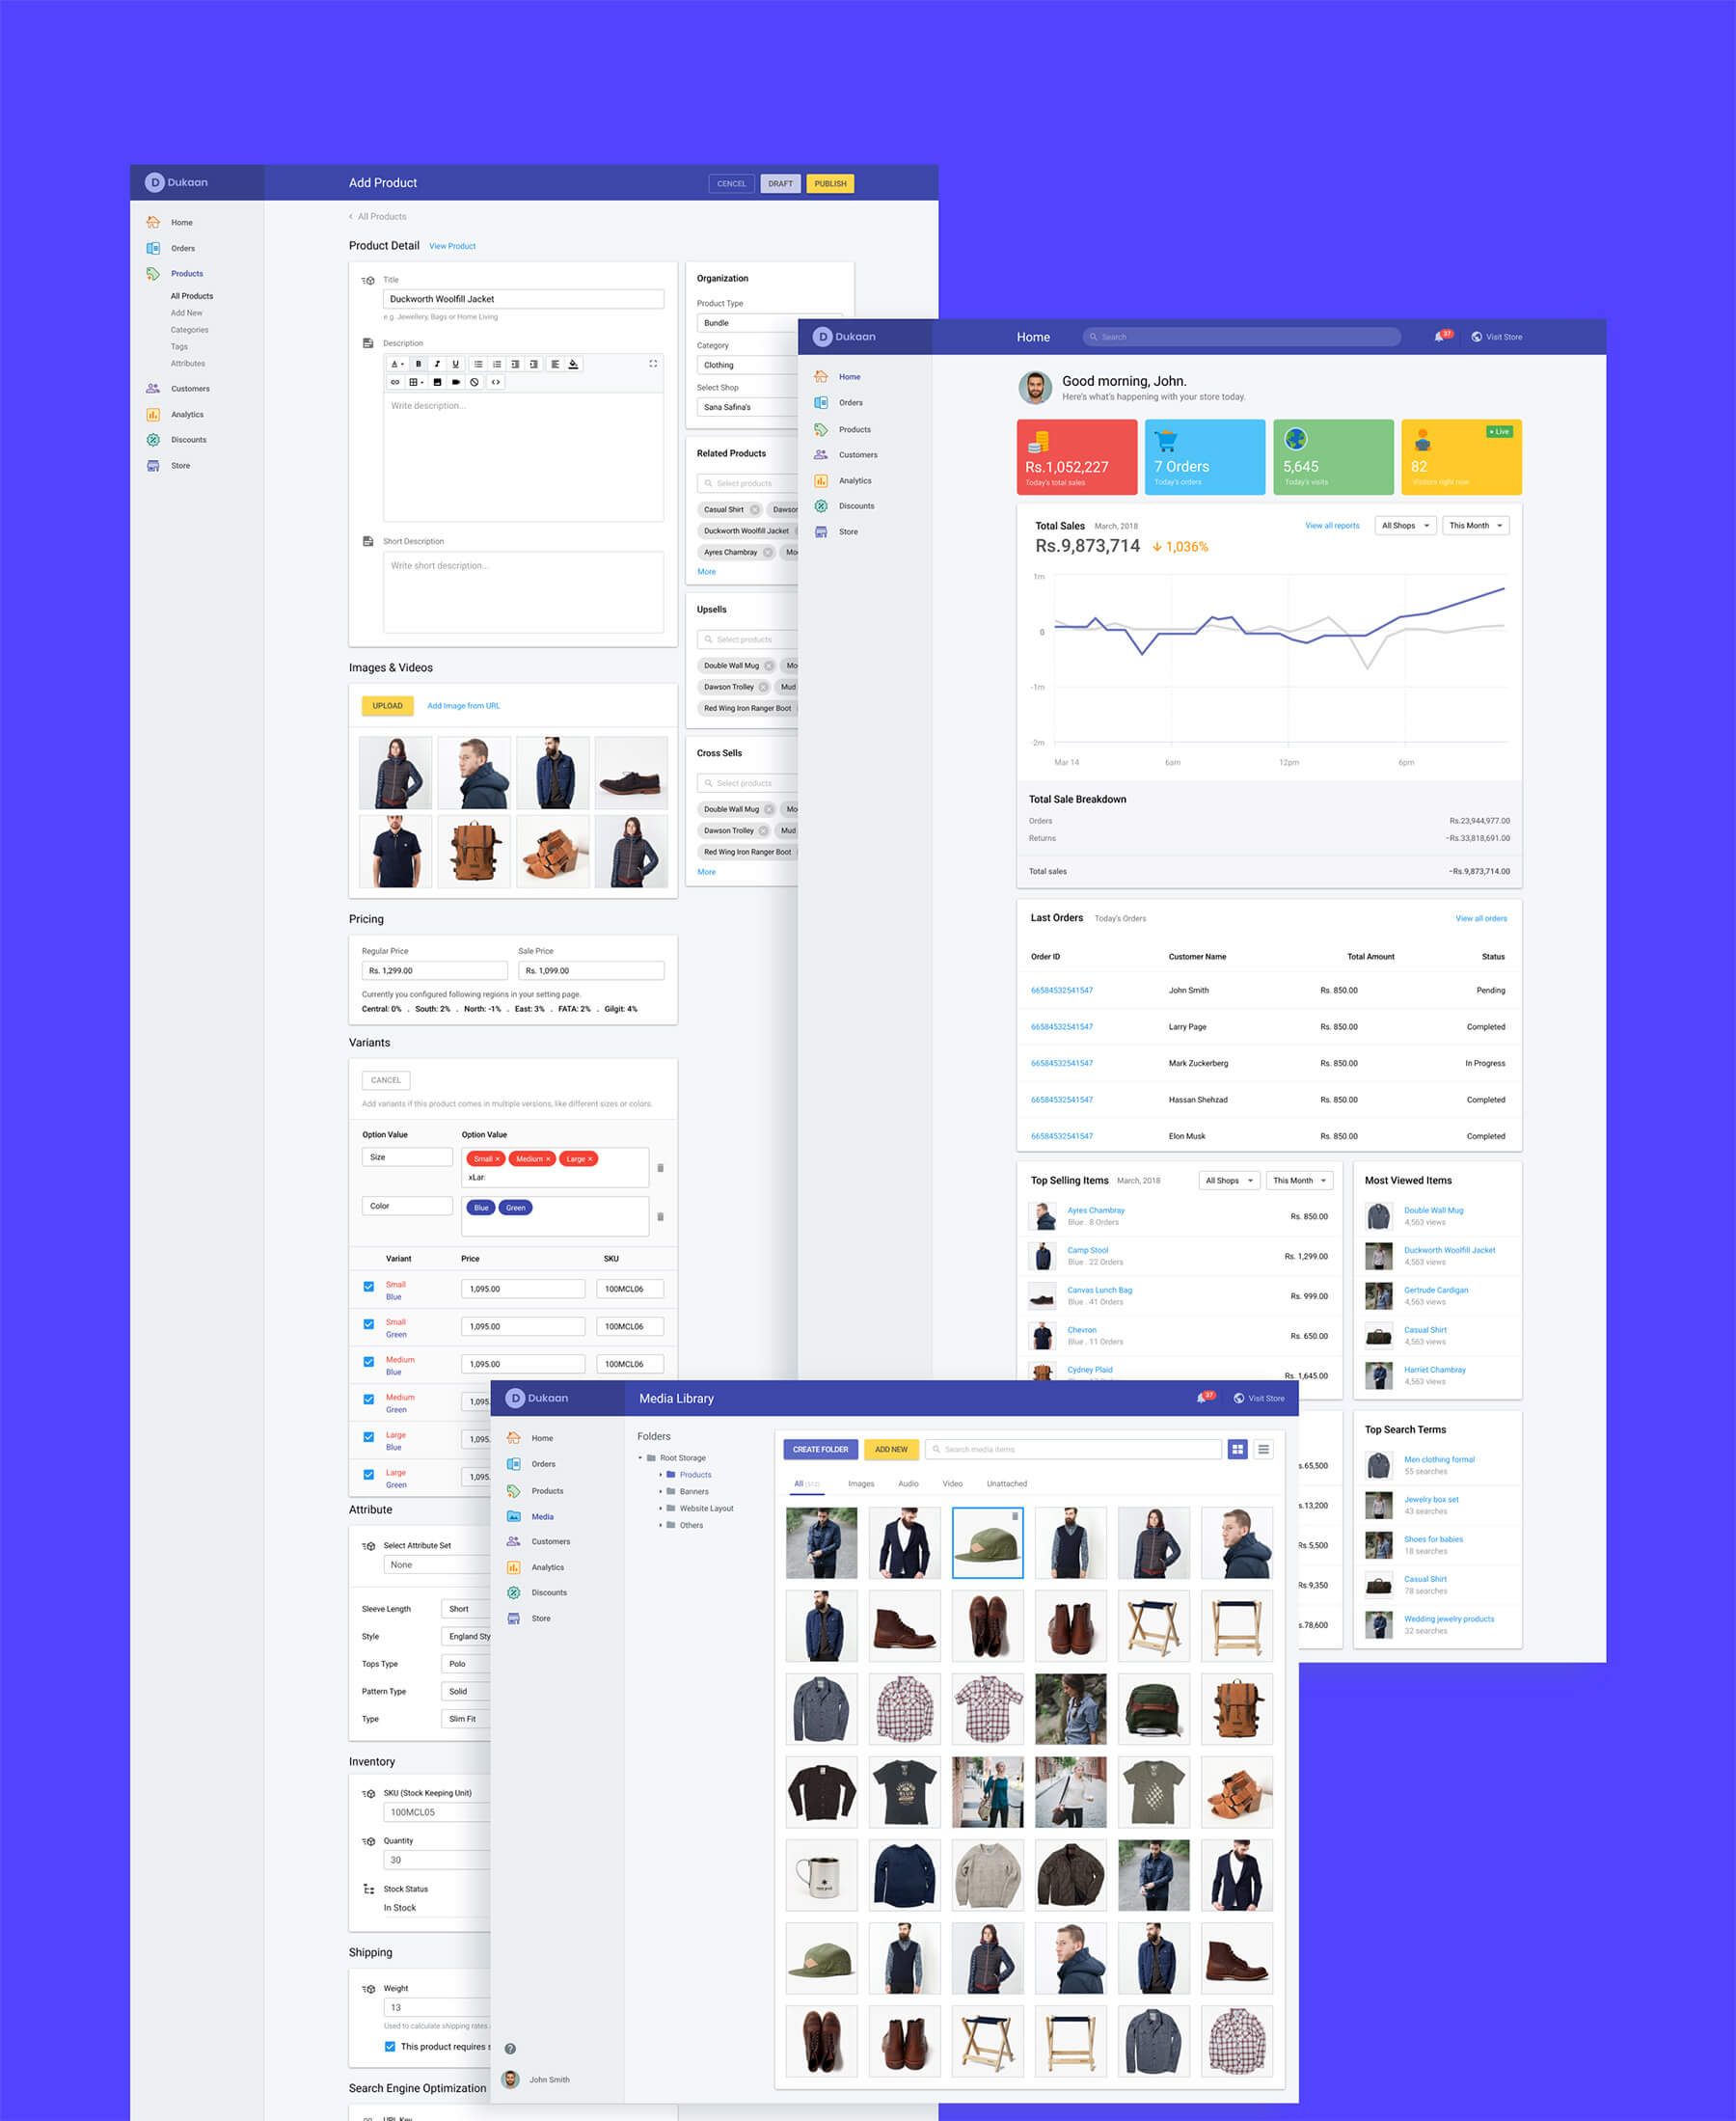 Dukaan
Add Product
CENCEL
DRAFT
PUBLISH
Home
Orders
Products
All Products
Add New
Categories
Tags
Attributes
Customers
Analytics
Discounts
Store
< All Products
Product Detail
View Product
Title
Duckworth Woolfill Jacket
e.g. Jewellery, Bags or Home Living
Description
Write description...
Short Description
Write short description...
Organization
Product Type
Bundle
Category
Clothing
Select Shop
Sana Safina's
Related Products
Select products
Casual Shirt
Dawson
Duckworth Woolfill Jacket
Ayres Chambray
Mo
More
Upsells
Select products
Double Wall Mug
Mo
Dawson Trolley
Mud
Red Wing Iron Ranger Boot
Cross Sells
Select products
Double Wall Mug
Mo
Dawson Trolley
Mud
Red Wing Iron Ranger Boot
More
Images & Videos
UPLOAD
Add Image from URL
Pricing
Regular Price
Sale Price
Rs. 1,299.00
Rs. 1,099.00
Currently you configured following regions in your setting page.
Central: 0% . South: 2% . North: -1% . East: 3% . FATA: 2% . Gilgit: 4%
Variants
CANCEL
Add variants if this product comes in multiple versions, like different sizes or colors.
Option Value
Option Value
Size
Small ×
Medium ×
Large ×
xLar:
Color
Blue
Green
Variant
Price
SKU
Small
Blue
1,095.00
100MCL06
Small
Green
1,095.00
100MCL06
Medium
Blue
1,095.00
100MCL06
Medium
Green
1,095.
Large
Blue
1,095.
Large
Green
1,095.
Attribute
Select Attribute Set
None
Sleeve Length
Short
Style
England Sty
Tops Type
Polo
Pattern Type
Solid
Type
Slim Fit
Inventory
SKU (Stock Keeping Unit)
100MCL05
Quantity
30
Stock Status
In Stock
Shipping
Weight
13
Used to calculate shipping rates
This product requires s
Search Engine Optimization
URL Key
Dukaan
Home
Search
37
Visit Store
Home
Orders
Products
Customers
Analytics
Discounts
Store
Good morning, John.
Here's what's happening with your store today.
Rs.1,052,227
Today's total sales
7 Orders
Today's orders
5,645
Today's visits
Live
82
Visitors right now
Total Sales
March, 2018
View all reports
All Shops
This Month
Rs.9,873,714
1,036%
1m
0
-1m
-2m
Mar 14
6am
12pm
6pm
Total Sale Breakdown
Orders
Rs.23,944,977.00
Returns
−Rs.33,818,691.00
Total sales
−Rs.9,873,714.00
Last Orders
Today's Orders
View all orders
Order ID
Customer Name
Total Amount
Status
66584532541547
John Smith
Rs. 850.00
Pending
66584532541547
Larry Page
Rs. 850.00
Completed
66584532541547
Mark Zuckerberg
Rs. 850.00
In Progress
66584532541547
Hassan Shehzad
Rs. 850.00
Completed
66584532541547
Elon Musk
Rs. 850.00
Completed
Top Selling Items
March, 2018
All Shops
This Month
Ayres Chambray
Blue . 8 Orders
Rs. 850.00
Camp Stool
Blue . 22 Orders
Rs. 1,299.00
Canvas Lunch Bag
Blue . 41 Orders
Rs. 999.00
Chevron
Blue . 11 Orders
Rs. 650.00
Cydney Plaid
Rs. 1,645.00
Most Viewed Items
Double Wall Mug
4,563 views
Duckworth Woolfill Jacket
4,563 views
Gertrude Cardigan
4,563 views
Casual Shirt
4,563 views
Harriet Chambray
4,563 views
s.65,500
s.13,200
Rs.5,500
Rs.9,350
s.78,600
Top Search Terms
Men clothing formal
55 searches
Jewelry box set
43 searches
Shoes for babies
18 searches
Casual Shirt
78 searches
Wedding jewelry products
32 searches
Dukaan
Media Library
37
Visit Store
Home
Orders
Products
Media
Customers
Analytics
Discounts
Store
John Smith
Folders
Root Storage
Products
Banners
Website Layout
Others
CREATE FOLDER
ADD NEW
Search media items
All
Images
Audio
Video
Unattached